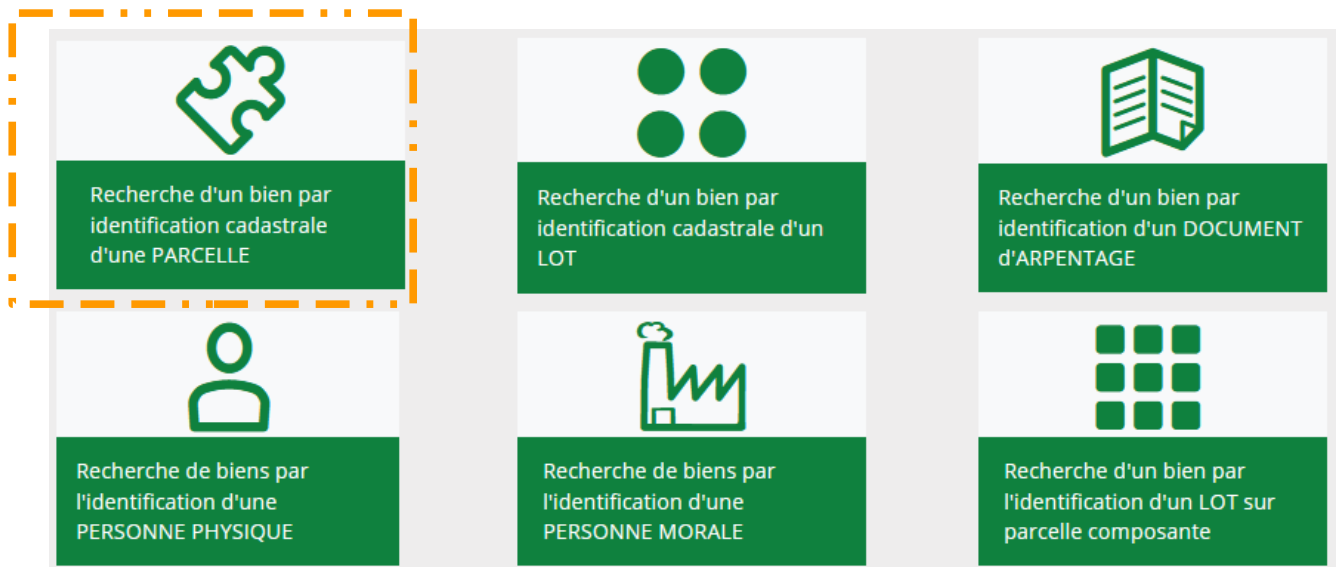 Recherche d'un bien par
identification cadastrale
d'une PARCELLE
Recherche d'un bien par
identification cadastrale d'un
LOT
Recherche d'un bien par
identification d'un DOCUMENT
d'ARPENTAGE
Recherche de biens par
l'identification d'une
PERSONNE PHYSIQUE
Recherche de biens par
l'identification d'une
PERSONNE MORALE
Recherche d'un bien par
l'identification d'un LOT sur
parcelle composante